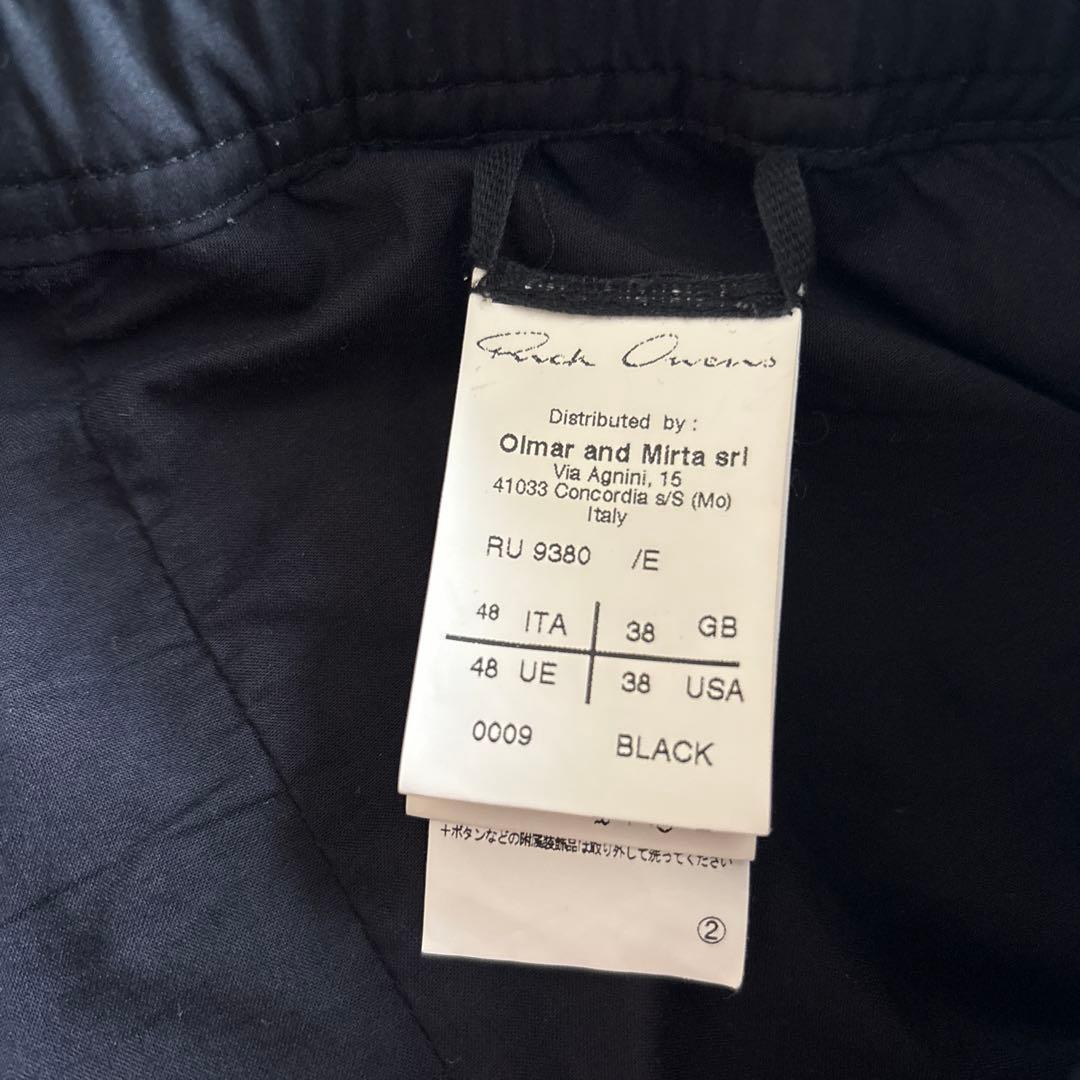 Rick Owens
Distributed by :
Olmar and Mirta srl
Via Agnini, 15
41033 Concordia s/S (Mo)
Italy
RU 9380 /E
48 ITA 38 GB
48 UE 38 USA
0009 BLACK
+ボタンなどの附属装飾品は取り外して洗ってください
②